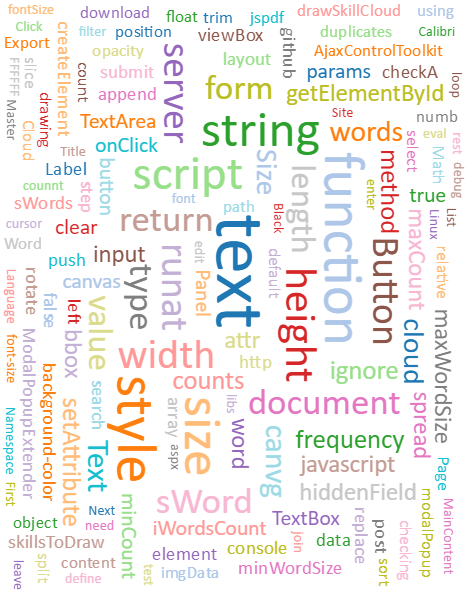 fontSize
download
float
trim
jspdf
drawSkillCloud
using
Click
filter
position
viewBox
github
duplicates
Calibri
Export
createElement
opacity
server
layout
AjaxControlToolkit
slice
count
submit
form
params
checkA
loop
FFFFFF
drawing
append
getElementById
Master
Cloud
TextArea
string
words
numb
Site
eval
rest
Title
onClick
Size
length
function
method
select
Math
debug
Label
button
script
enter
true
List
counnt
step
sWords
font
Black
maxCount
Linux
cursor
clear
return
text
path
Button
relative
Word
push
input
type
runat
edit
default
Language
rotate
false
canvas
Panel
height
cloud
maxWordSize
left
bbox
value
attr
http
font-size
ModalPopupExtender
background-color
width
counts
ignore
setAttribute
search
style
size
libs
document
spread
Namespace
array
aspx
word
canvg
frequency
First
Text
javascript
Page
MainContent
Next
minCount
sWord
hiddenField
modalPopup
object
need
iWordsCount
TextBox
replace
post
checking
skillsToDraw
join
data
sort
split
content
element
console
leave
define
test
imgData
minWordSize